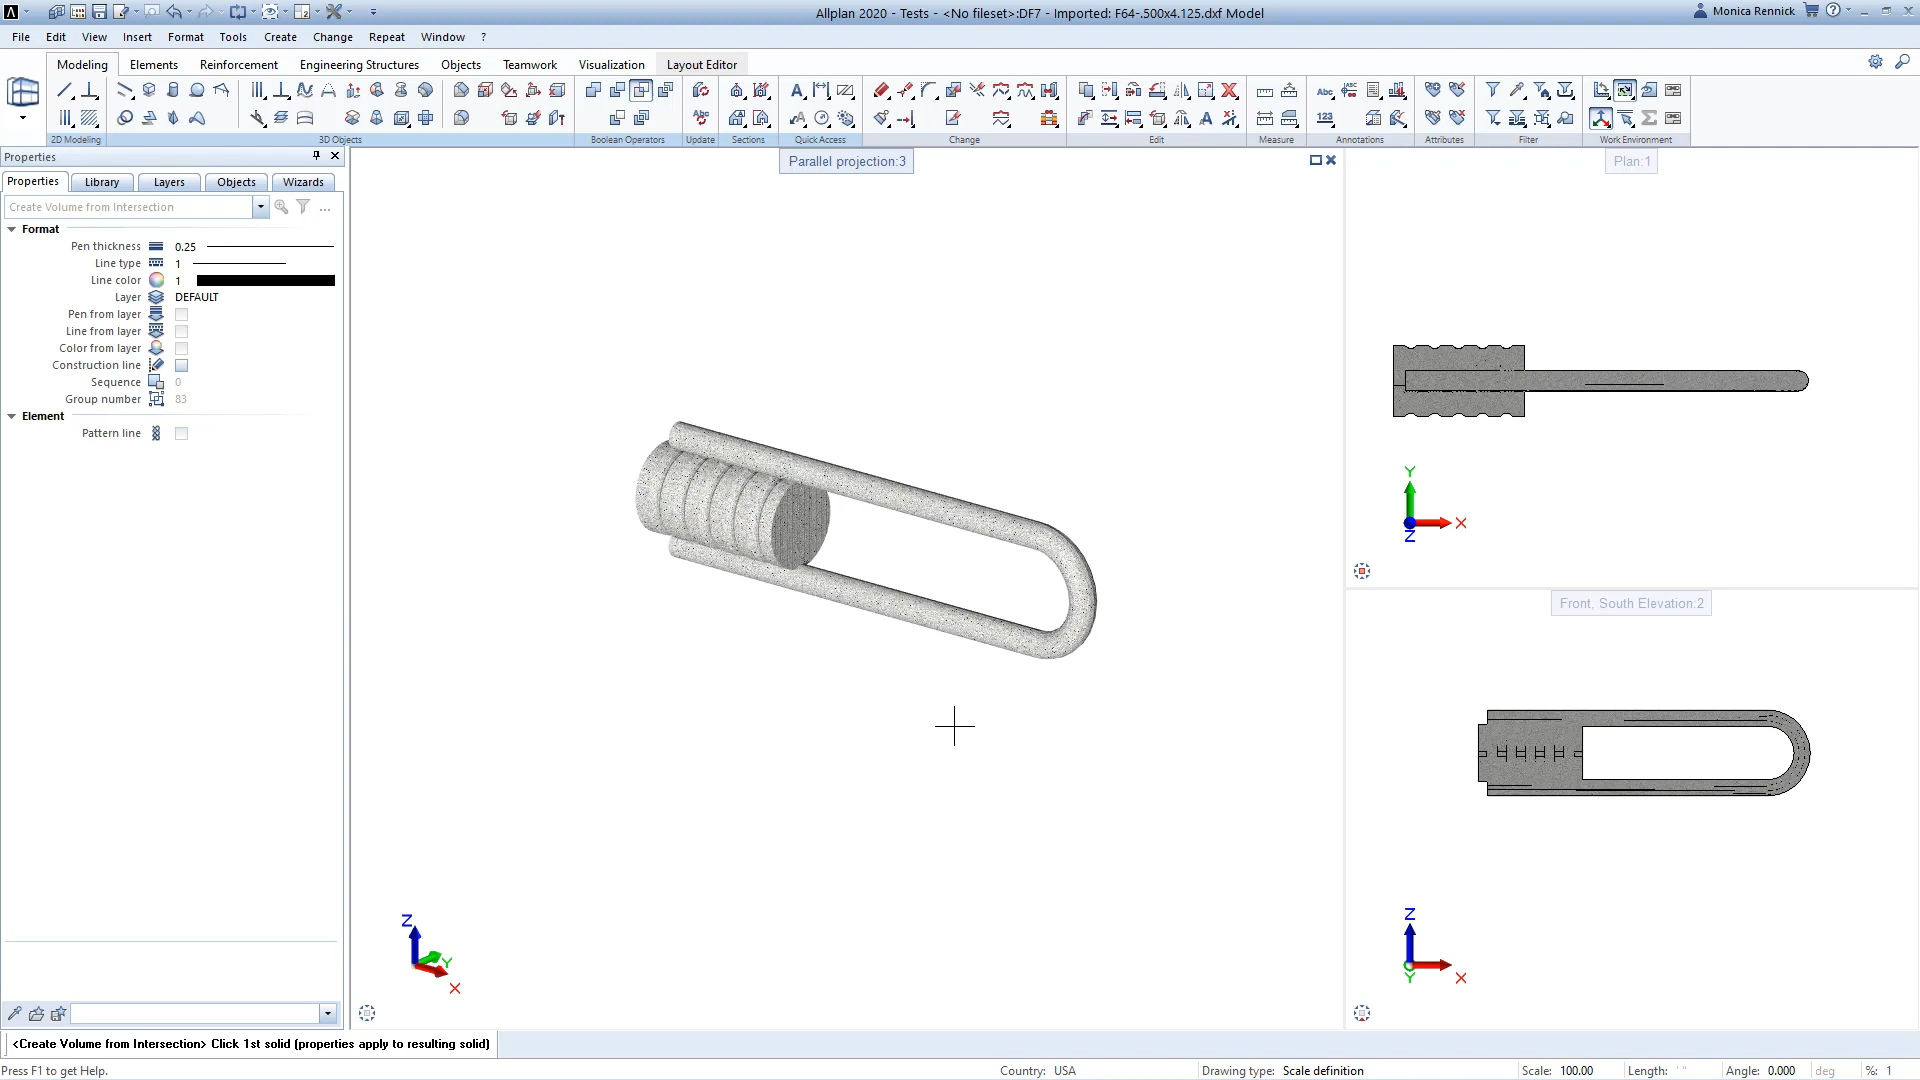 Allplan 2020 - Tests - <No fileset>:DF7 - Imported: F64-.500x4.125.dxf Model
Monica Rennick
File Edit View Insert Format Tools Create Change Repeat Window ?
Modeling Elements Reinforcement Engineering Structures Objects Teamwork Visualization Layout Editor
2D Modeling 3D Objects Boolean Operators Update Sections Quick Access Change Edit Measure Annotations Attributes Filter Work Environment
Properties
Properties Library Layers Objects Wizards
Create Volume from Intersection
Format
Pen thickness 0.25
Line type 1
Line color 1
Layer DEFAULT
Pen from layer
Line from layer
Color from layer
Construction line
Sequence 0
Group number 83
Element
Pattern line
Parallel projection:3
Z
Y
X
Plan:1
Y
X
Z
Front, South Elevation:2
Z
X
Y
<Create Volume from Intersection> Click 1st solid (properties apply to resulting solid)
Press F1 to get Help.
Country: USA
Drawing type: Scale definition
Scale: 100.00
Length: ' "
Angle: 0.000 deg
%: 1